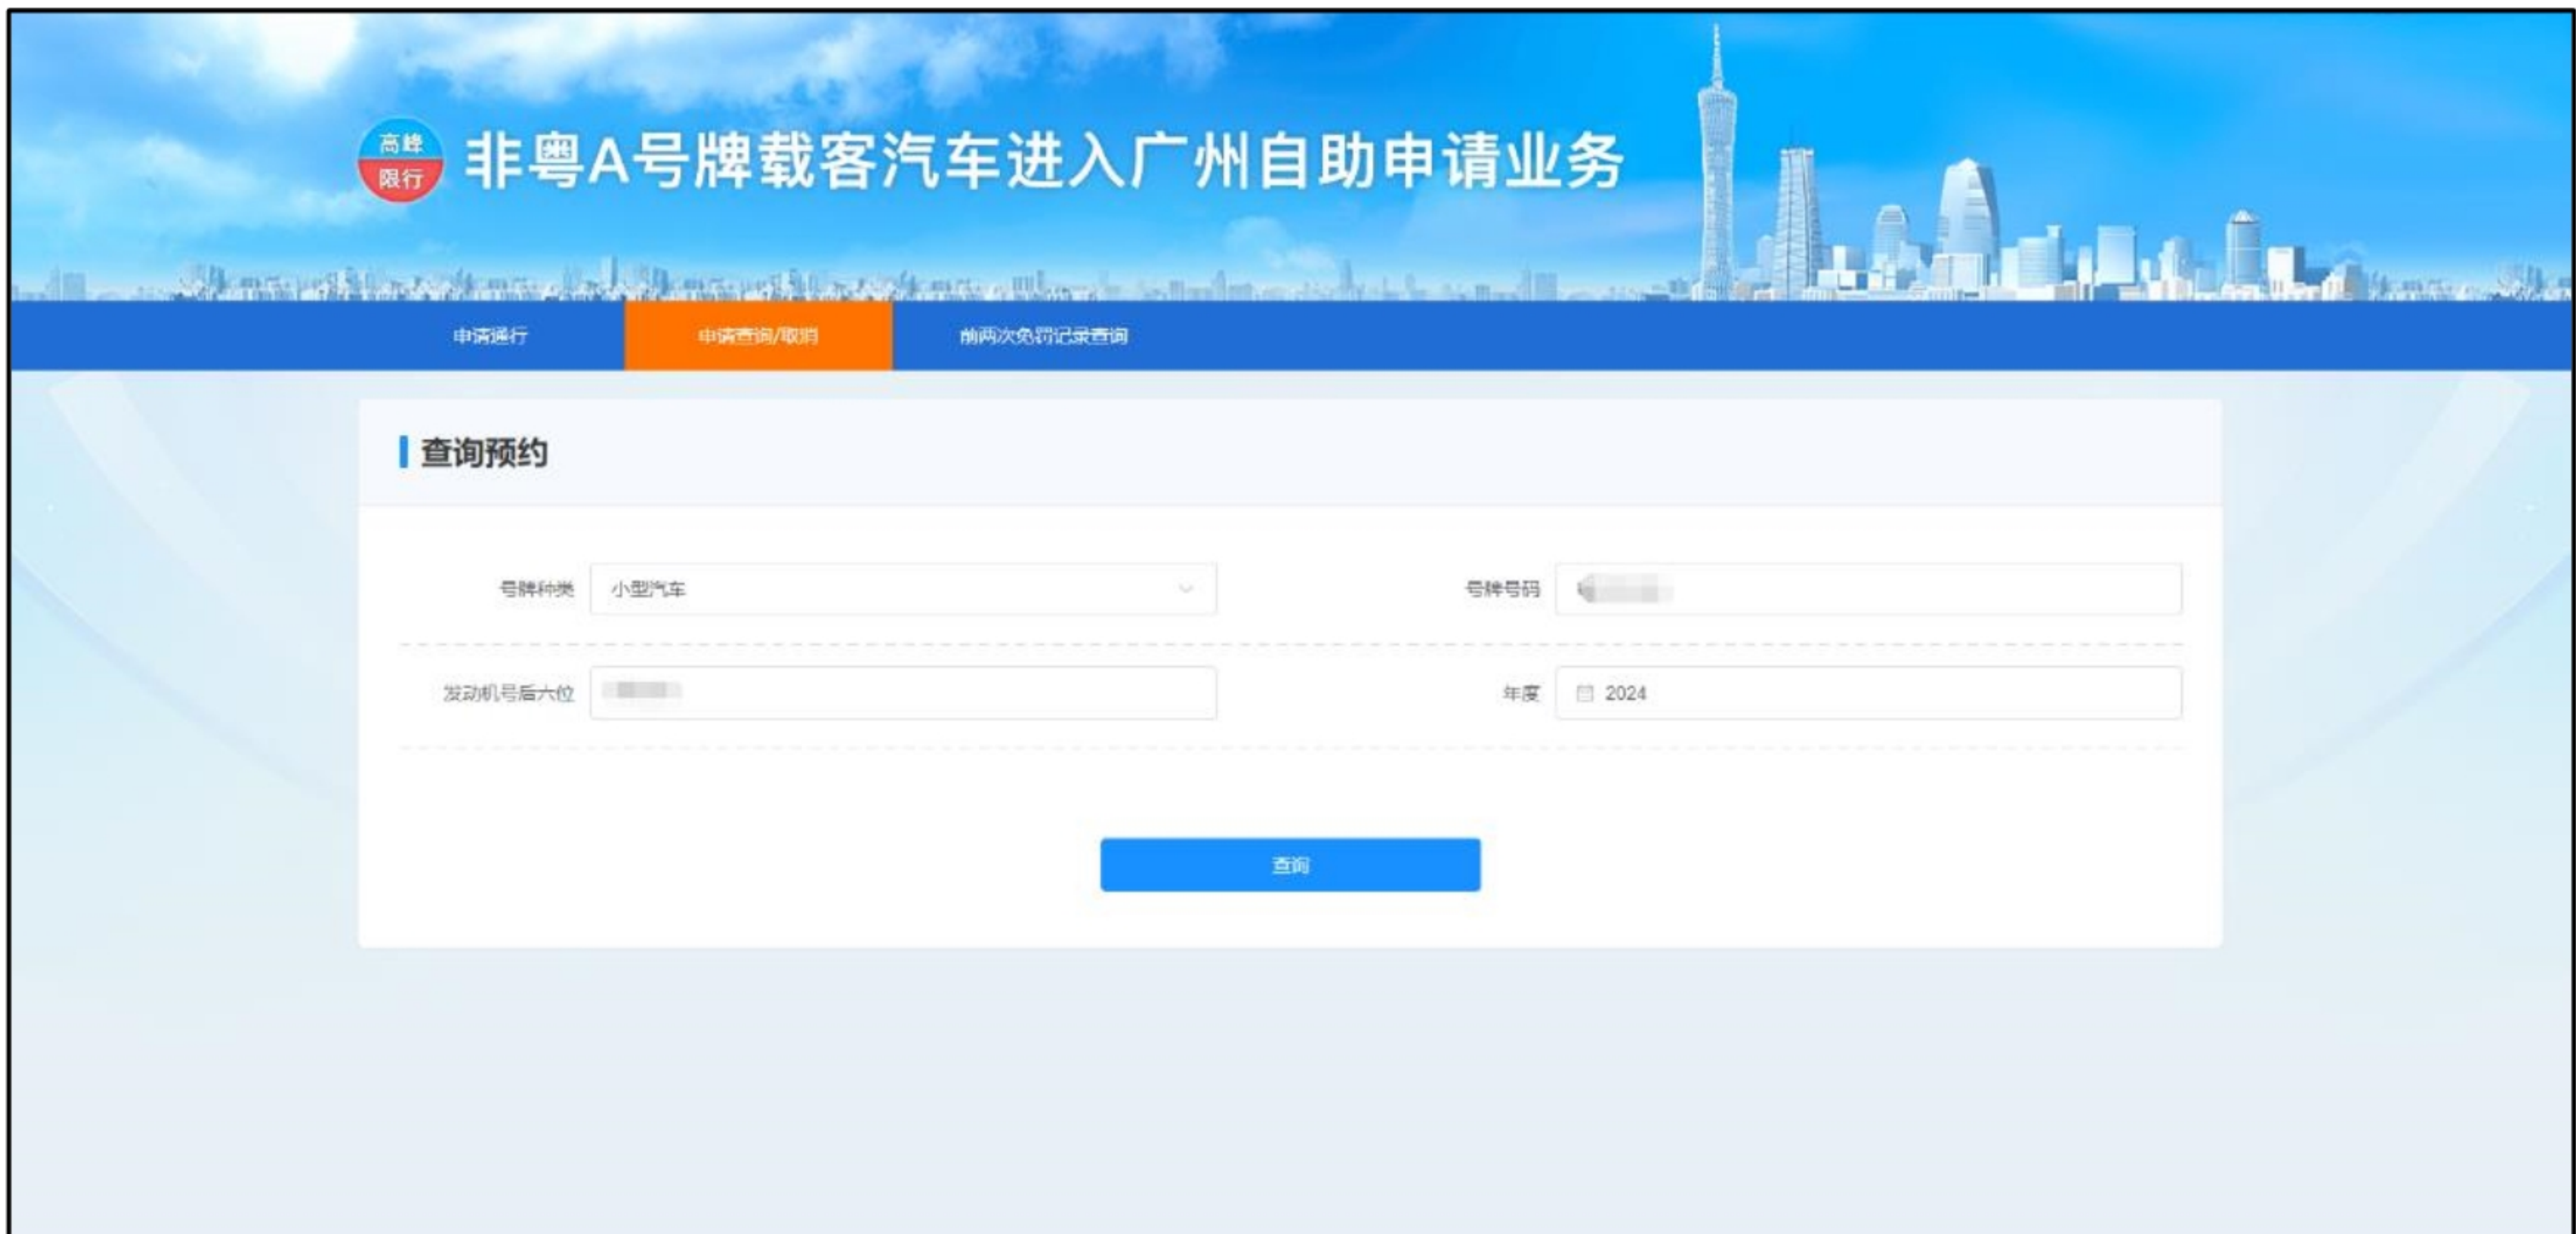 高峰
限行
非粤A号牌载客汽车进入广州自助申请业务
申请通行
申请查询/取消
前两次免罚记录查询
查询预约
号牌种类
小型汽车
号牌号码
发动机号后六位
年度
2024
查询